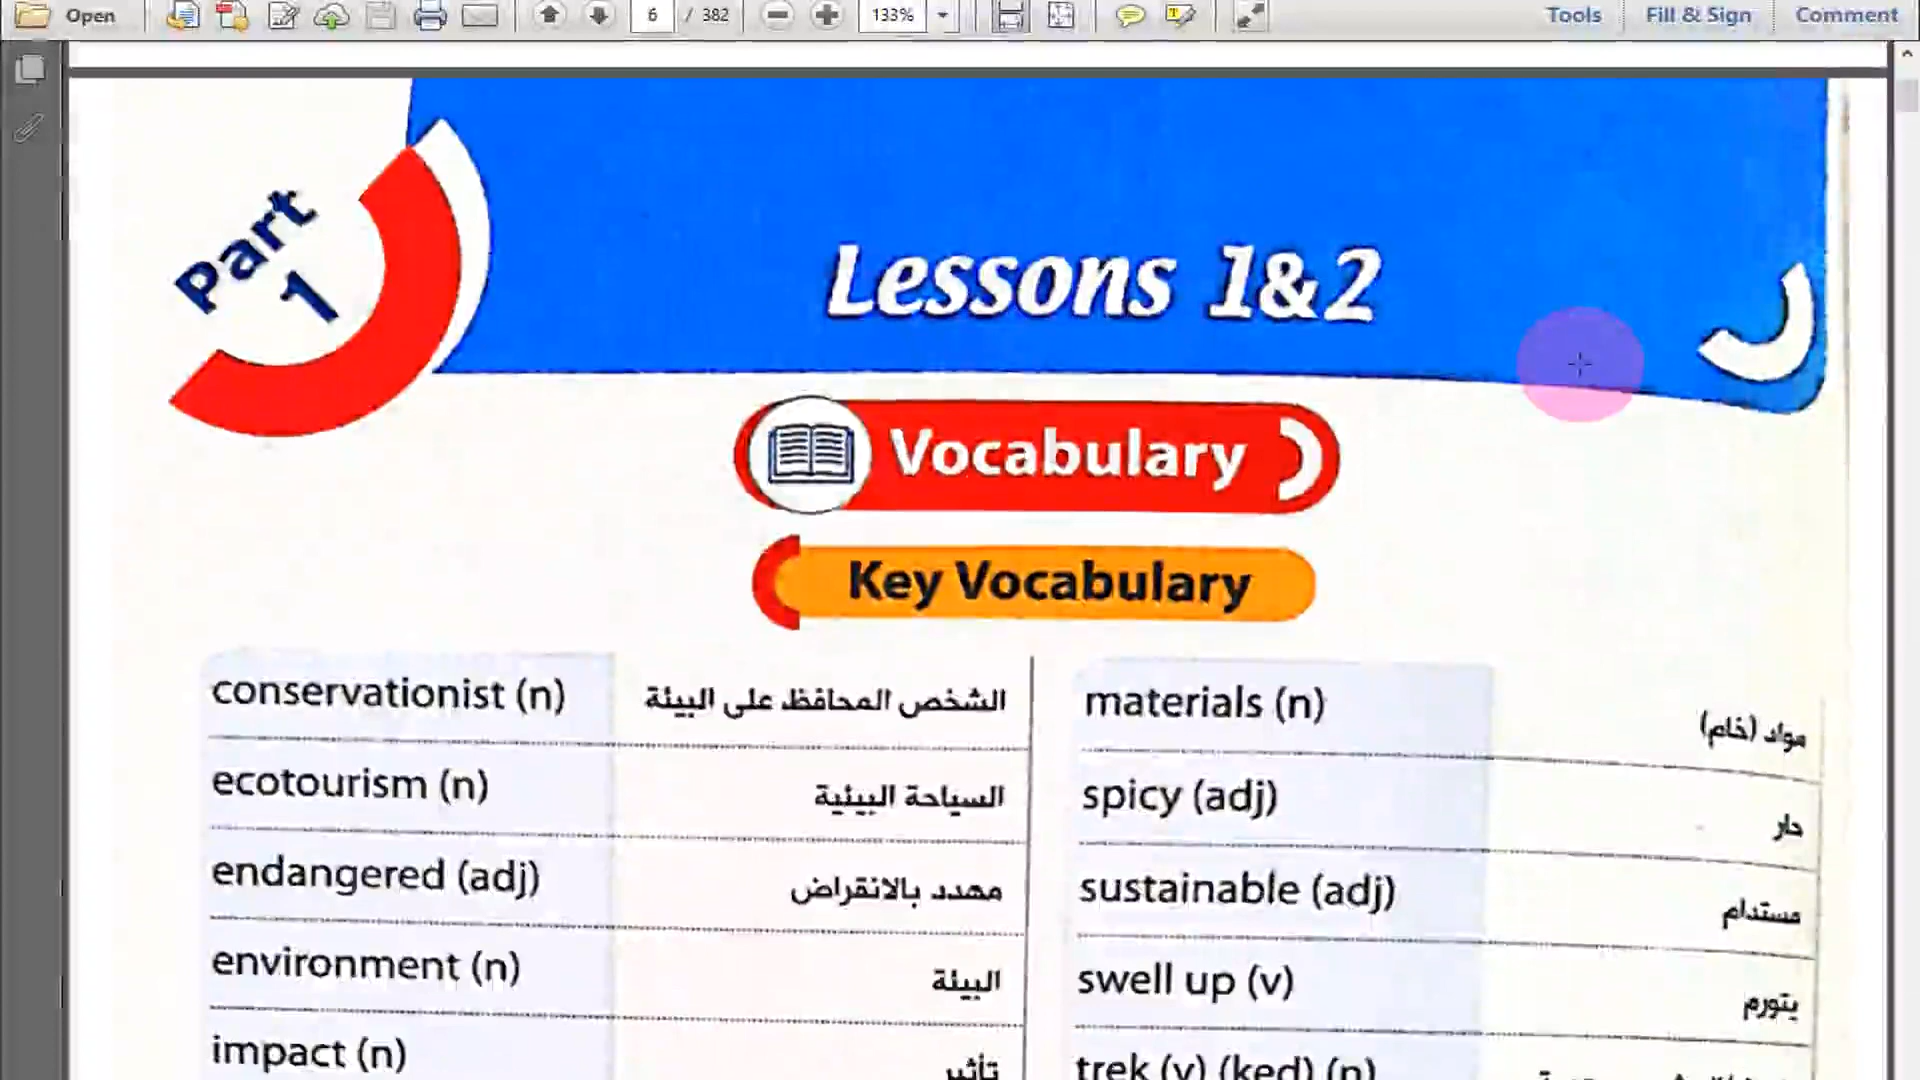 Open
6 / 382
133%
Tools
Fill & Sign
Comment
Part
1
Lessons 1&2
Vocabulary
Key Vocabulary
conservationist (n) الشخص المحافظ على البيئة
ecotourism (n) السياحة البيئية
endangered (adj) مهدد بالانقراض
environment (n) البيئة
impact (n) تأثير
materials (n) مواد (خام)
spicy (adj) حار
sustainable (adj) مستدام
swell up (v) يتورم
trek (v) (ked) (n)